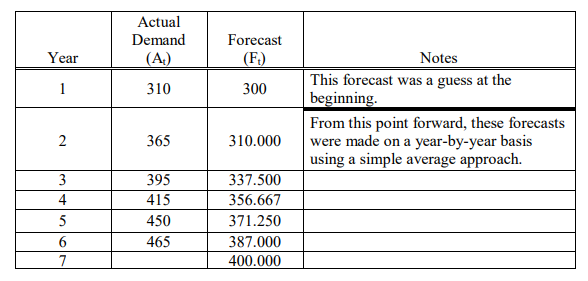 Actual
Demand
(Aₜ)
Forecast
(Fₜ)
Year
Notes
1 310 300 This forecast was a guess at the
beginning.
2 365 310.000 From this point forward, these forecasts
were made on a year-by-year basis
using a simple average approach.
3 395 337.500
4 415 356.667
5 450 371.250
6 465 387.000
7 400.000